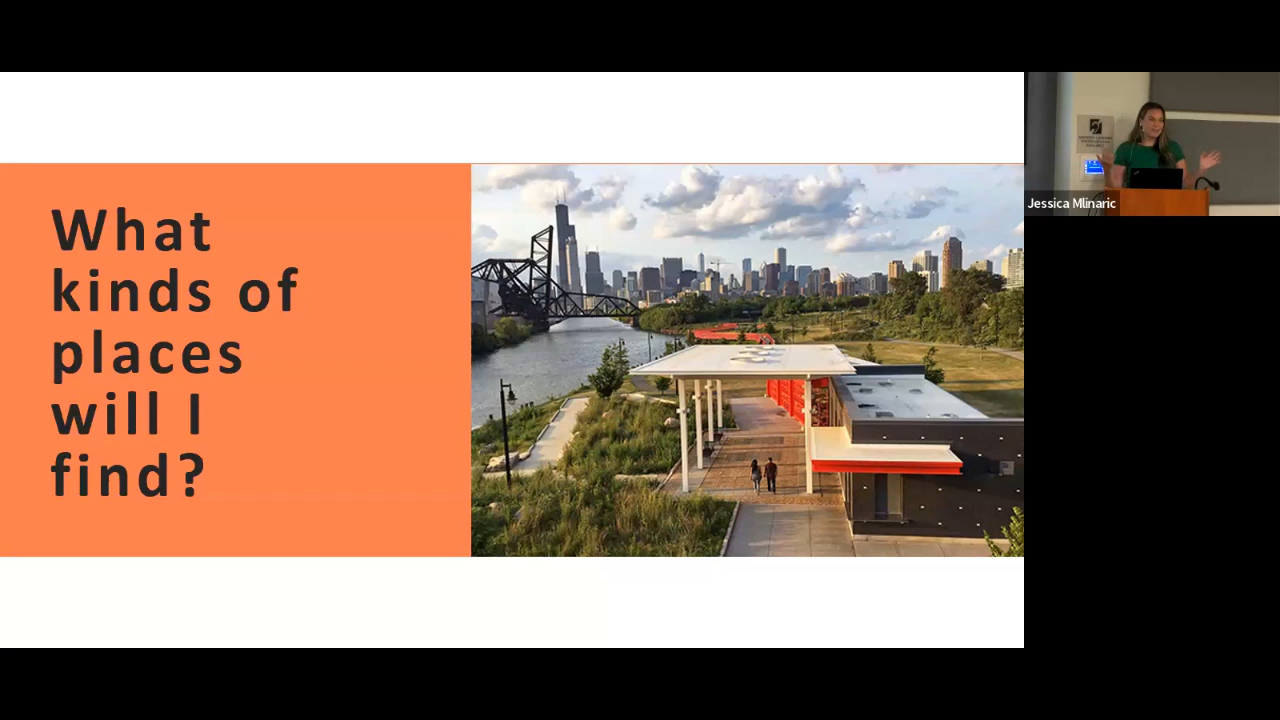 What
kinds of
places
will I
find?
Jessica Mlinaric